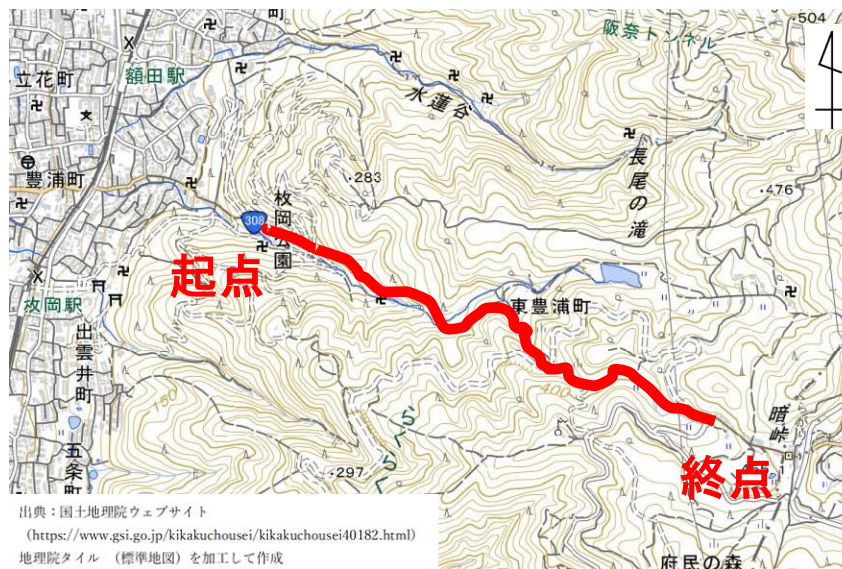 ・504
阪奈トンネル
額田駅
立花町
水蓮谷
豊浦町
長尾の滝
・283
・476
枚岡公園
308
起点
東豊浦町
枚岡駅
出雲井町
150
400
らくらく
暗峠
・297
五条町
終点
府民の森
出典：国土地理院ウェブサイト
（https://www.gsi.go.jp/kikakuchousei/kikakuchousei40182.html）
地理院タイル （標準地図）を加工して作成